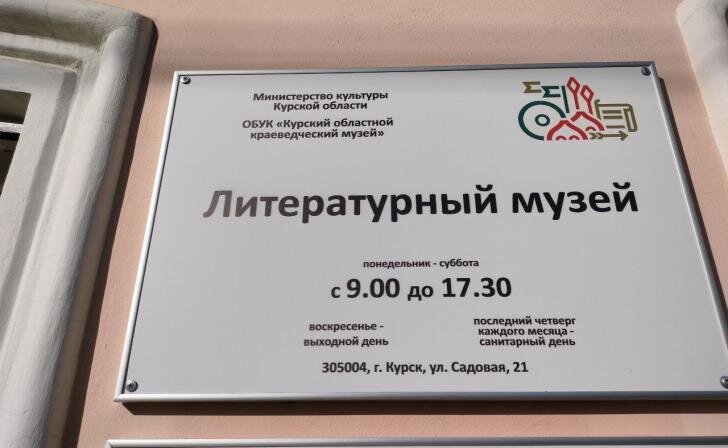 Министерство культуры
Курской области
ОБУК «Курский областной
краеведческий музей»
Литературный музей
понедельник - суббота
с 9.00 до 17.30
воскресенье -
выходной день
последний четверг
каждого месяца -
санитарный день
305004, г. Курск, ул. Садовая, 21